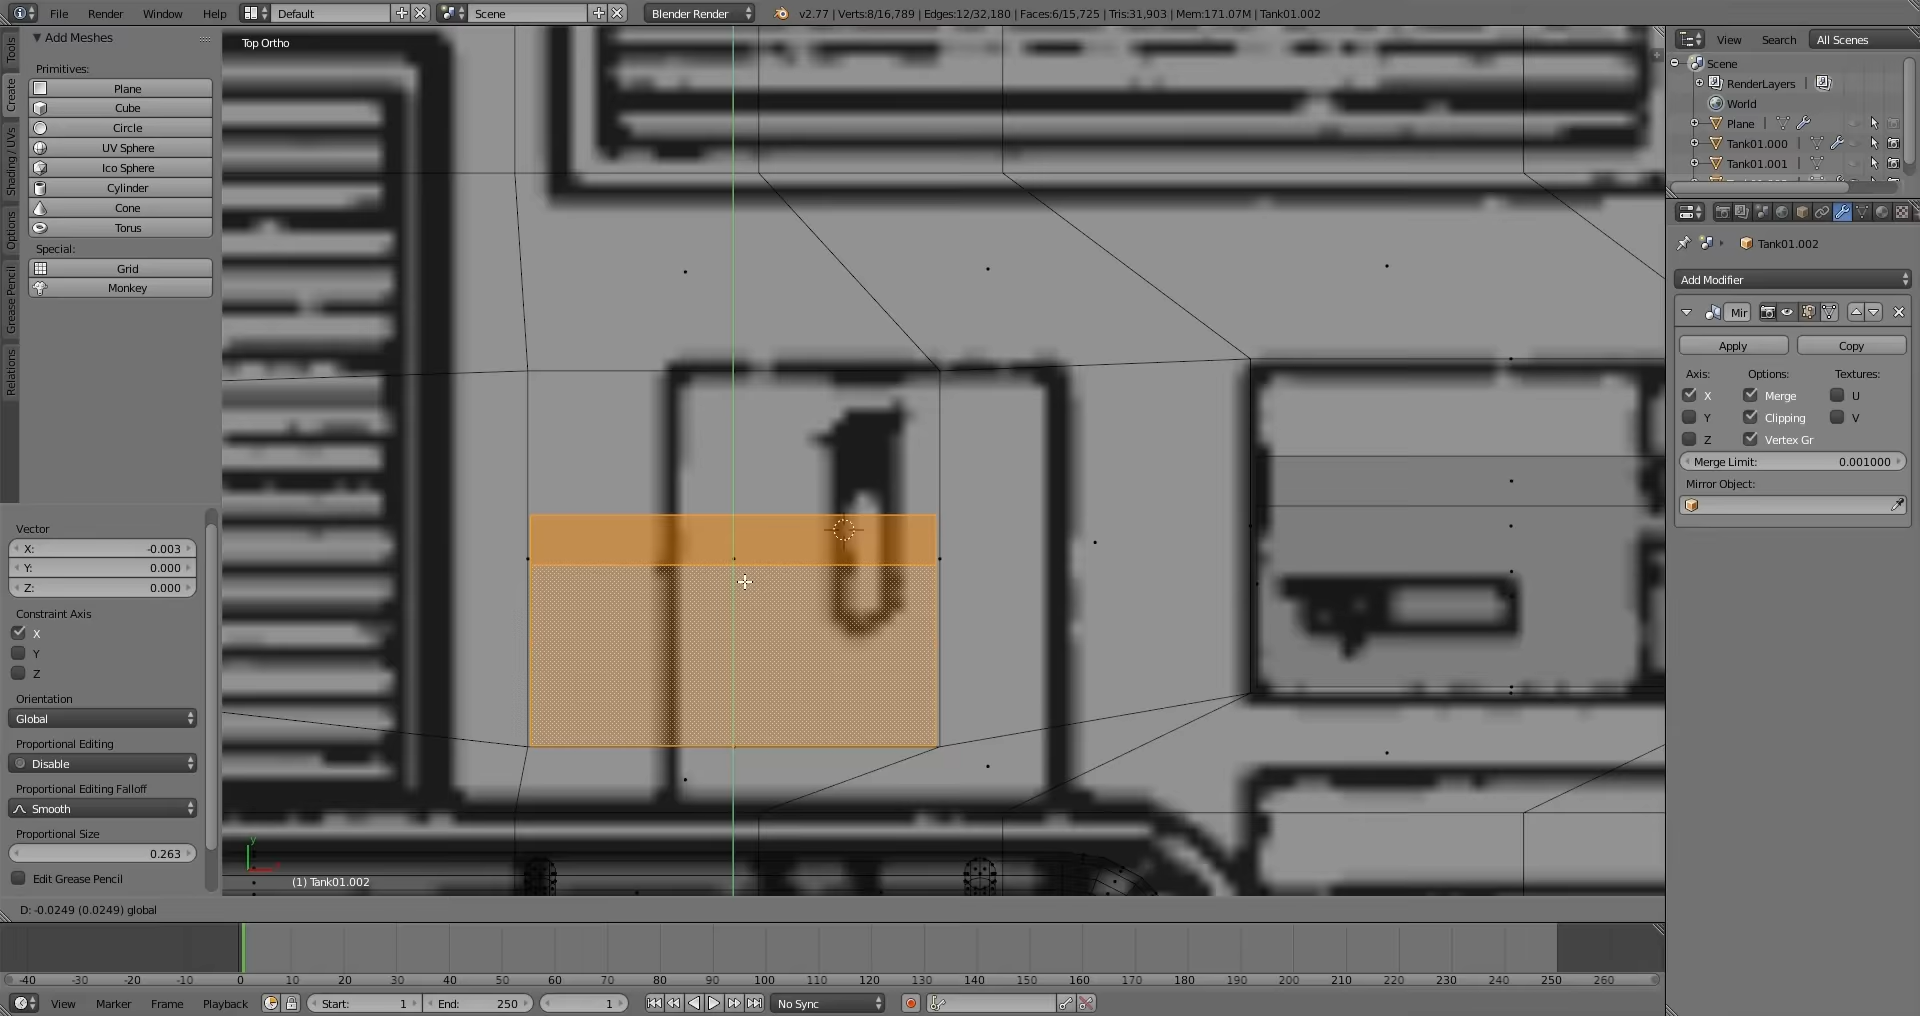 File Render Window Help Default Scene Blender Render v2.77 | Verts:8/16,789 | Edges:12/32,180 | Faces:6/15,725 | Tris:31,903 | Mem:171.07M | Tank01.002
Add Meshes
Primitives:
Plane
Cube
Circle
UV Sphere
Ico Sphere
Cylinder
Cone
Torus
Special:
Grid
Monkey
Tools
Create
Shading / UVs
Options
Grease Pencil
Relations
Vector
X: -0.003
Y: 0.000
Z: 0.000
Constraint Axis
X
Y
Z
Orientation
Global
Proportional Editing
Disable
Proportional Editing Falloff
Smooth
Proportional Size
0.263
Edit Grease Pencil
Top Ortho
y
(1) Tank01.002
D: -0.0249 (0.0249) global
View Search All Scenes
Scene
RenderLayers
World
Plane
Tank01.000
Tank01.001
Tank01.002
Add Modifier
Mir
Apply Copy
Axis: Options: Textures:
X Merge U
Y Clipping V
Z Vertex Gr
Merge Limit: 0.001000
Mirror Object:
-40 -30 -20 -10 0 10 20 30 40 50 60 70 80 90 100 110 120 130 140 150 160 170 180 190 200 210 220 230 240 250 260
View Marker Frame Playback Start: 1 End: 250 1 No Sync